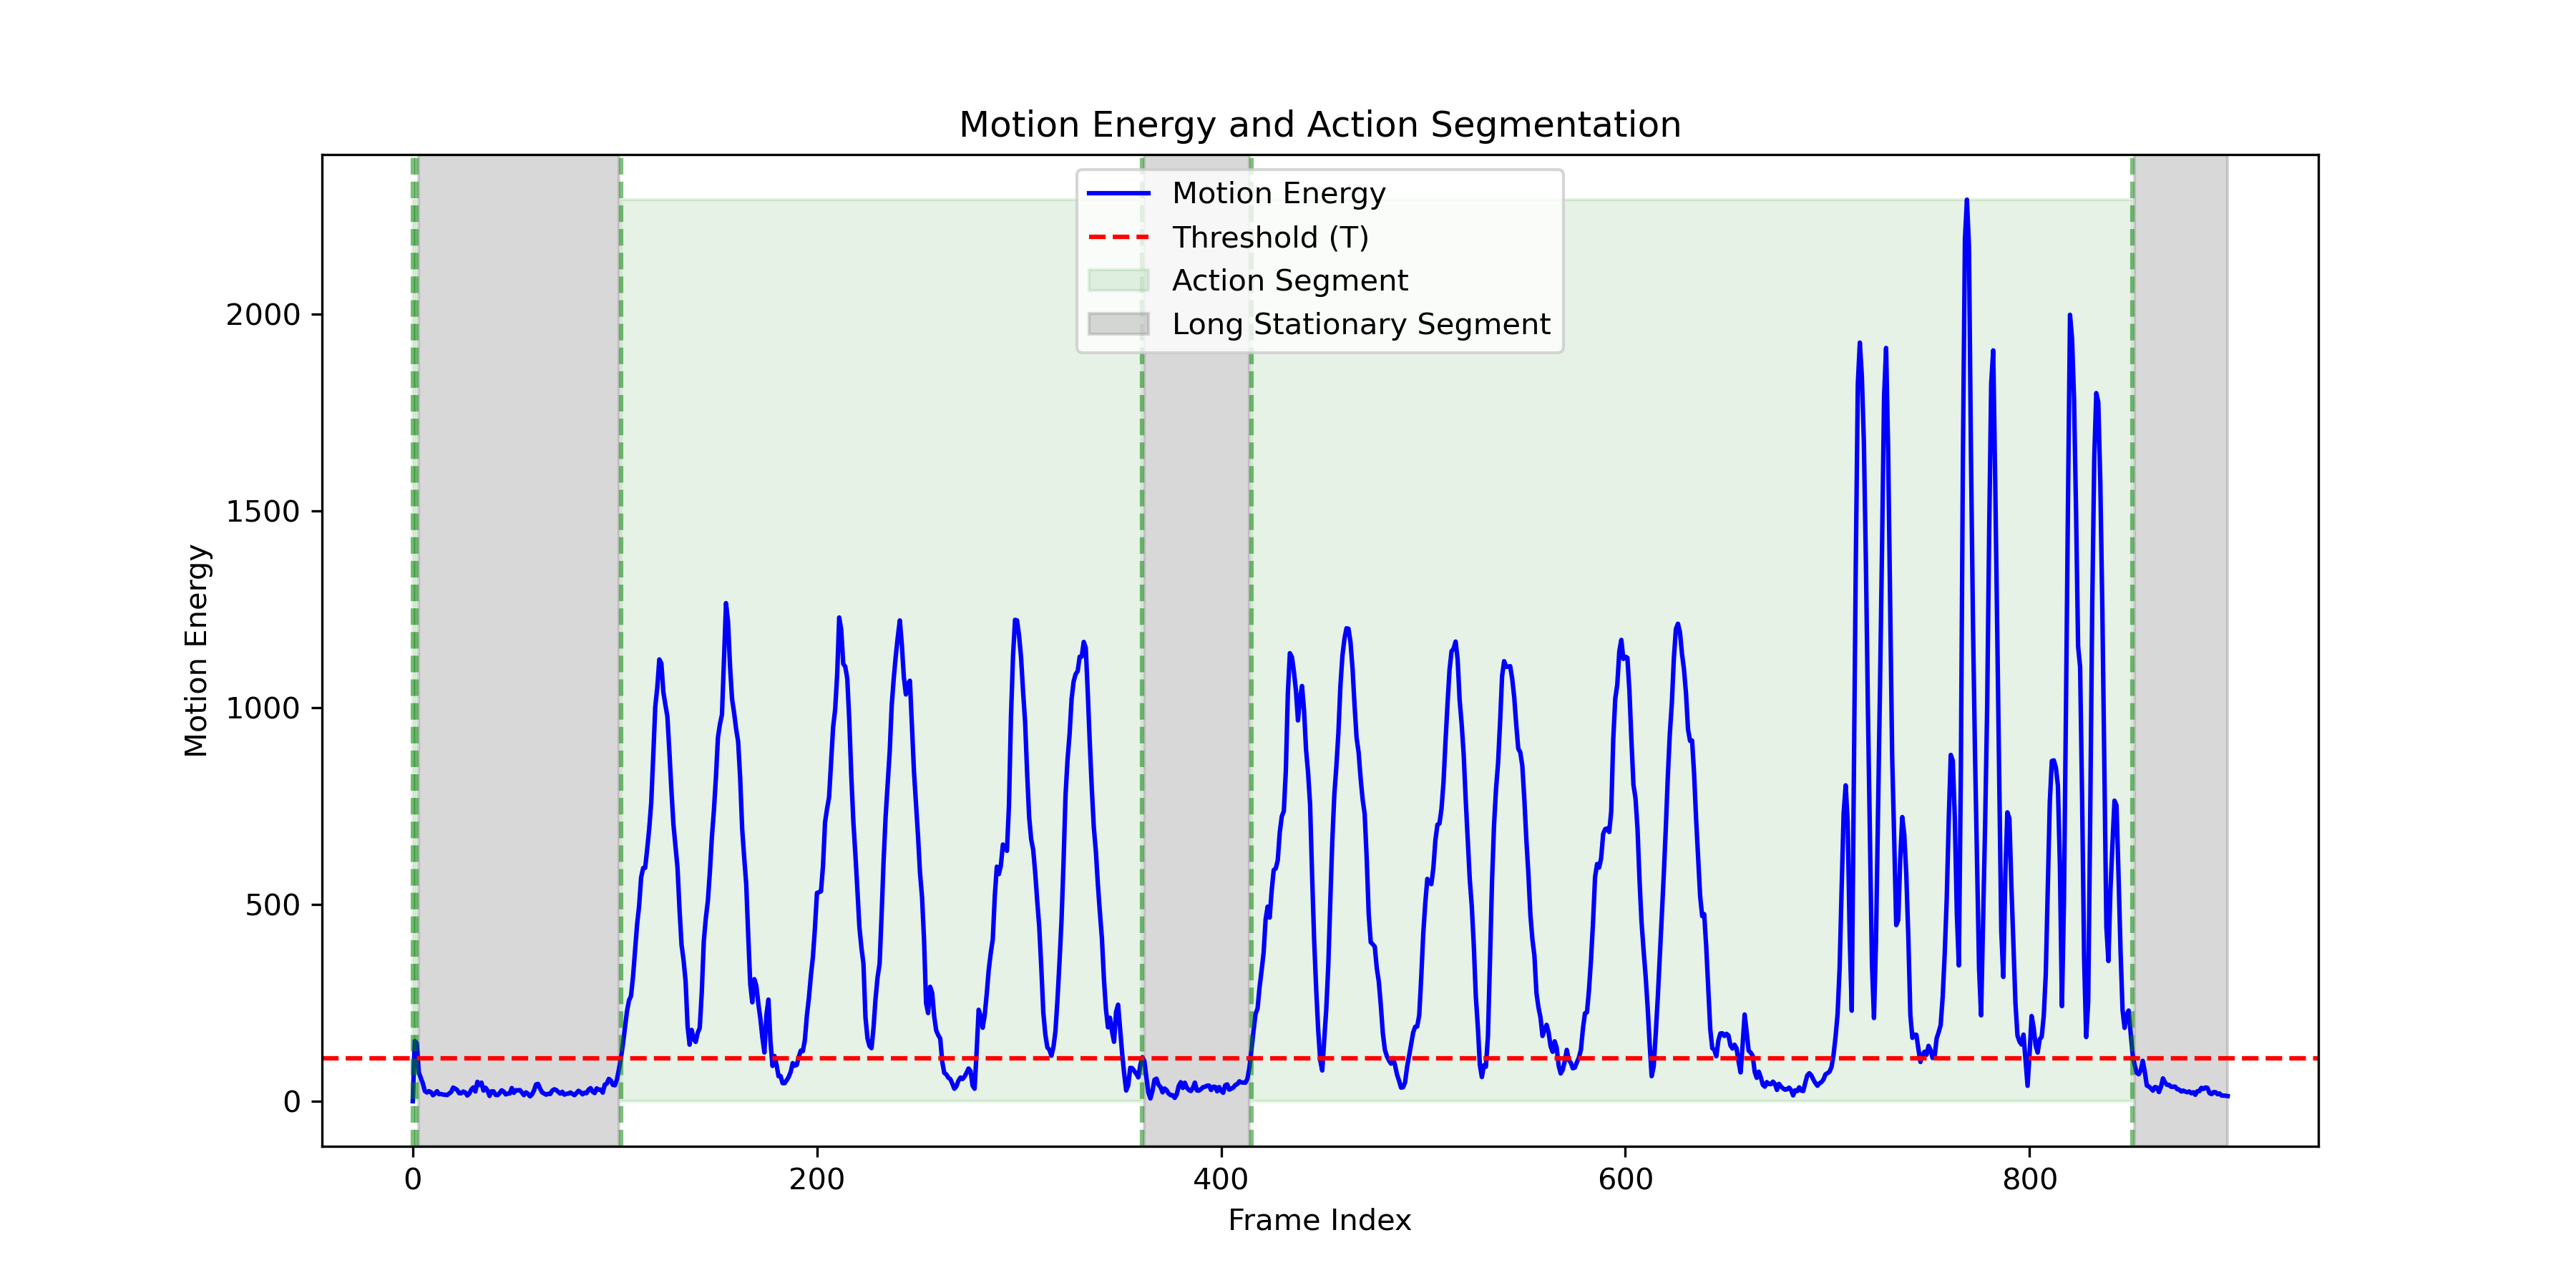 Motion Energy and Action Segmentation
Motion Energy
Threshold (T)
Action Segment
Long Stationary Segment
2000
1500
1000
500
0
Motion Energy
0 200 400 600 800
Frame Index